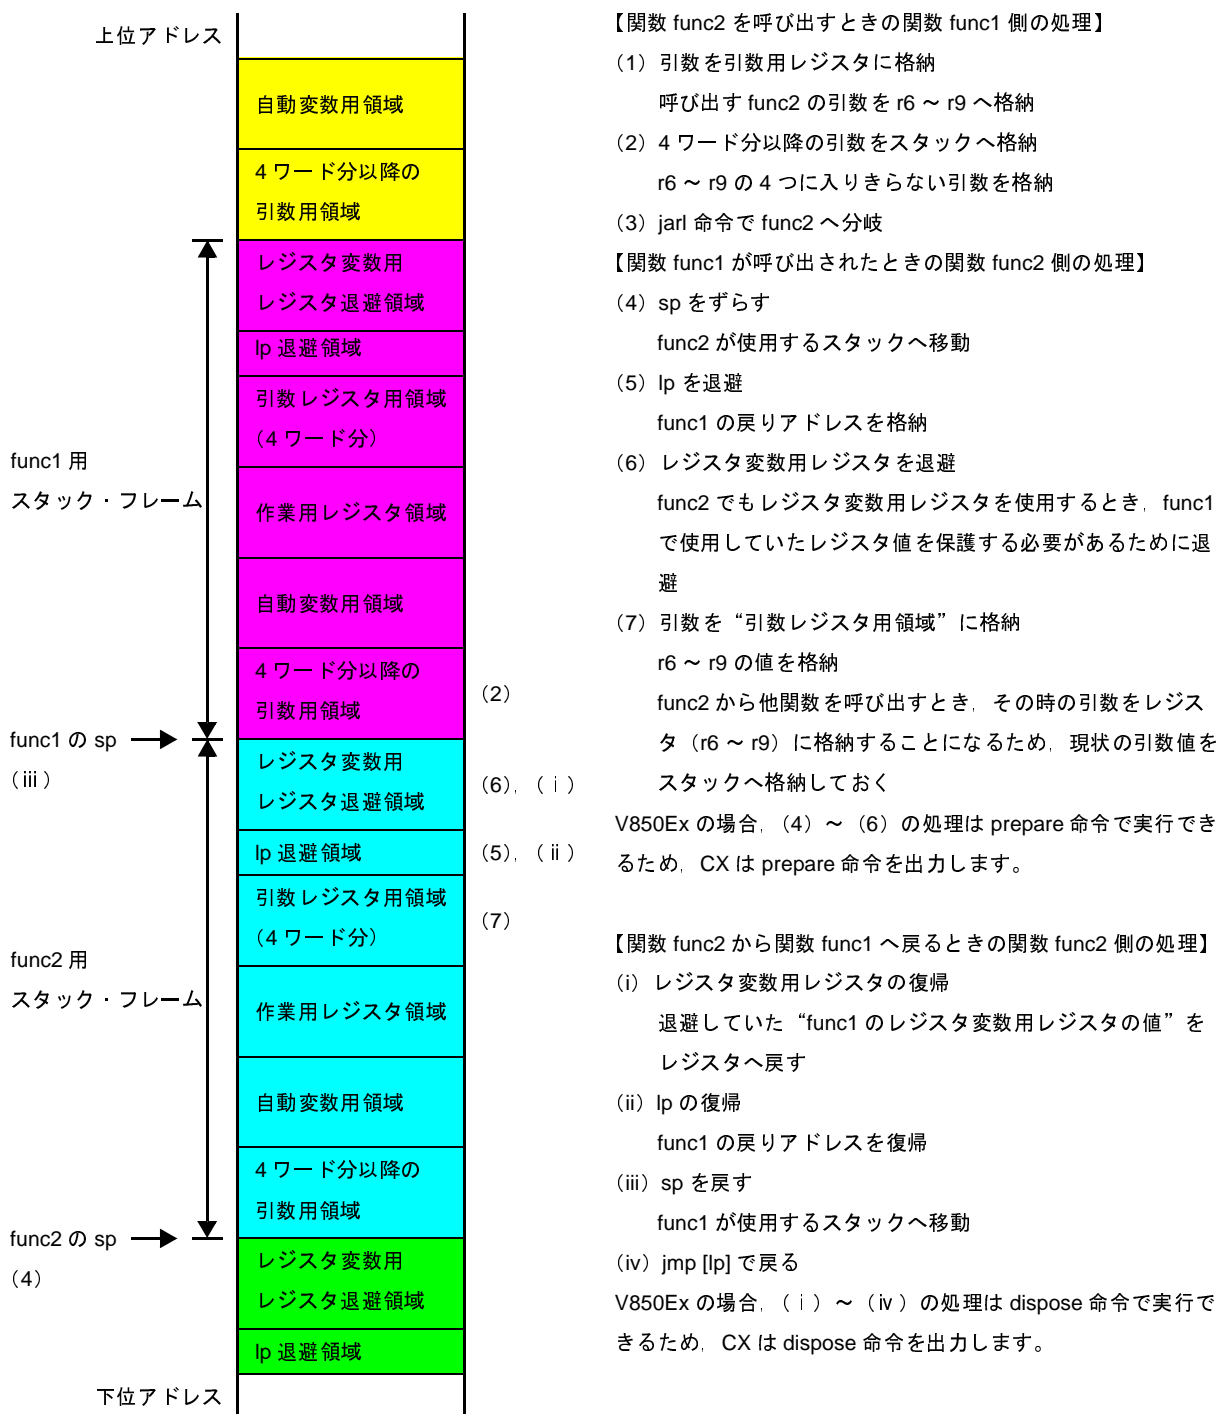 上位アドレス
自動変数用領域
4 ワード分以降の
引数用領域
レジスタ変数用
レジスタ退避領域
lp 退避領域
引数レジスタ用領域
（4 ワード分）
作業用レジスタ領域
自動変数用領域
4 ワード分以降の
引数用領域
（2）
func1 用
スタック・フレーム
func1 の sp
（iii）
レジスタ変数用
レジスタ退避領域
（6），（ i ）
lp 退避領域
（5），（ ii ）
引数レジスタ用領域
（4 ワード分）
（7）
作業用レジスタ領域
自動変数用領域
4 ワード分以降の
引数用領域
func2 用
スタック・フレーム
func2 の sp
（4）
レジスタ変数用
レジスタ退避領域
lp 退避領域
下位アドレス
【関数 func2 を呼び出すときの関数 func1 側の処理】
（1）引数を引数用レジスタに格納
呼び出す func2 の引数を r6 ～ r9 へ格納
（2）4 ワード分以降の引数をスタックへ格納
r6 ～ r9 の 4 つに入りきらない引数を格納
（3）jarl 命令で func2 へ分岐
【関数 func1 が呼び出されたときの関数 func2 側の処理】
（4）sp をずらす
func2 が使用するスタックへ移動
（5）lp を退避
func1 の戻りアドレスを格納
（6）レジスタ変数用レジスタを退避
func2 でもレジスタ変数用レジスタを使用するとき，func1
で使用していたレジスタ値を保護する必要があるために退
避
（7）引数を“引数レジスタ用領域”に格納
r6 ～ r9 の値を格納
func2 から他関数を呼び出すとき，その時の引数をレジス
タ（r6 ～ r9）に格納することになるため，現状の引数値を
スタックへ格納しておく
V850Ex の場合，（4）～（6）の処理は prepare 命令で実行でき
るため，CX は prepare 命令を出力します。
【関数 func2 から関数 func1 へ戻るときの関数 func2 側の処理】
（i）レジスタ変数用レジスタの復帰
退避していた“func1 のレジスタ変数用レジスタの値”を
レジスタへ戻す
（ii）lp の復帰
func1 の戻りアドレスを復帰
（iii）sp を戻す
func1 が使用するスタックへ移動
（iv）jmp [lp] で戻る
V850Ex の場合，（ i ）～（ iv ）の処理は dispose 命令で実行で
きるため，CX は dispose 命令を出力します。